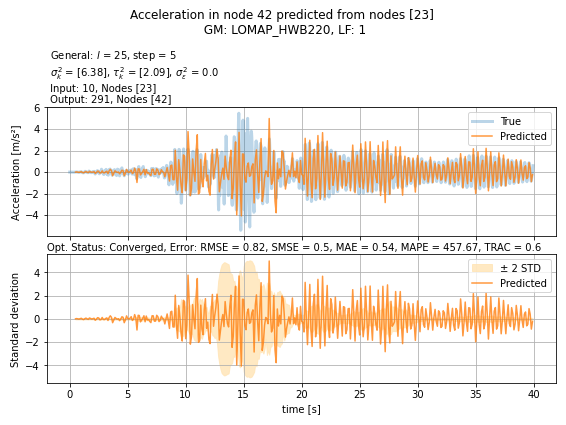 Acceleration in node 42 predicted from nodes [23]
GM: LOMAP_HWB220, LF: 1
General: l = 25, step = 5
σ²ₖ = [6.38], τ²ₖ = [2.09], σ²ε = 0.0
Input: 10, Nodes [23]
Output: 291, Nodes [42]
Acceleration [m/s²]
6
4
2
0
−2
−4
True
Predicted
Opt. Status: Converged, Error: RMSE = 0.82, SMSE = 0.5, MAE = 0.54, MAPE = 457.67, TRAC = 0.6
Standard deviation
4
2
0
−2
−4
± 2 STD
Predicted
0 5 10 15 20 25 30 35 40
time [s]